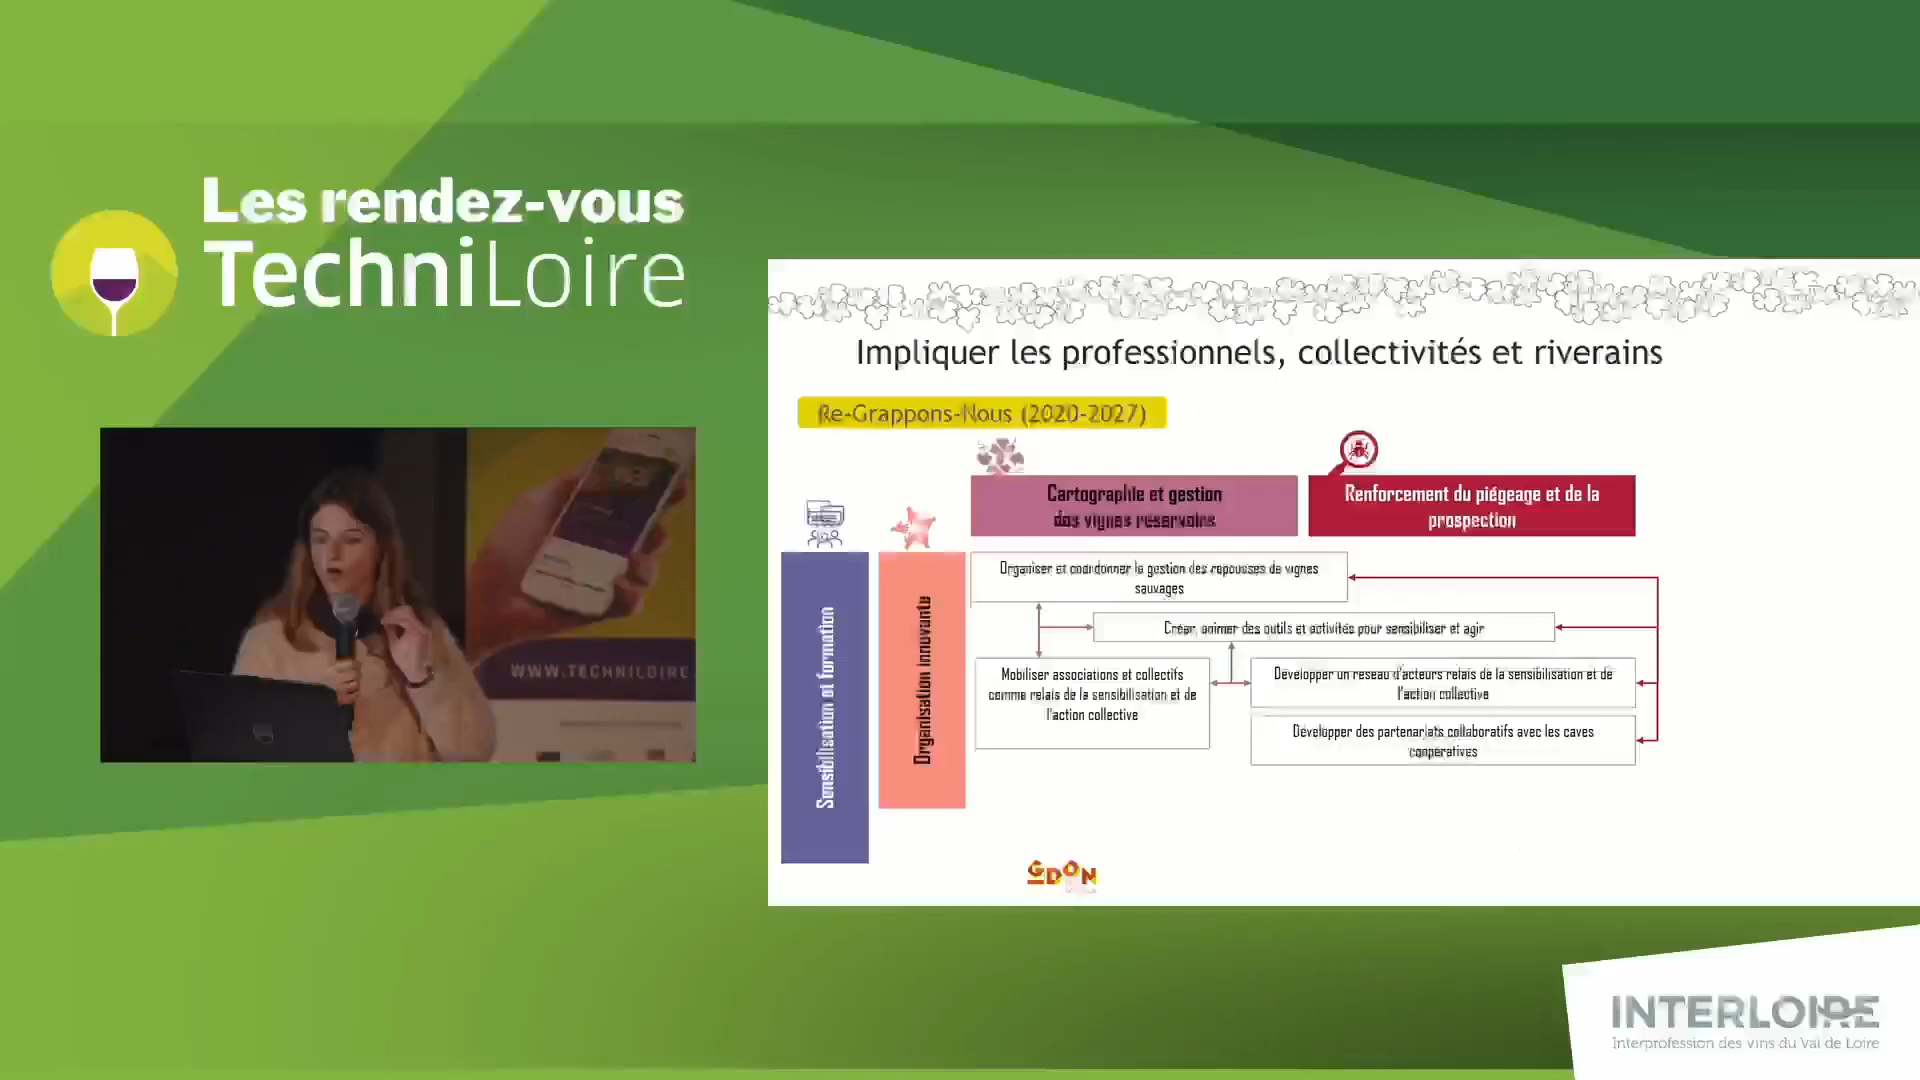 Les rendez-vous
TechniLoire
Impliquer les professionnels, collectivités et riverains
Re-Grappons-Nous (2020-2027)
Cartographie et gestion
des vignes réservoirs
Renforcement du piégeage et de la
prospection
Sensibilisation et formation
Organisation innovante
Organiser et coordonner la gestion des repousses de vignes
sauvages
Créer, animer des outils et activités pour sensibiliser et agir
Mobiliser associations et collectifs
comme relais de la sensibilisation et de
l'action collective
Développer un réseau d'acteurs relais de la sensibilisation et de
l'action collective
Développer des partenariats collaboratifs avec les caves
coopératives
GDON
WWW.TECHNILOIRE
INTERLOIRE
Interprofession des vins du Val de Loire